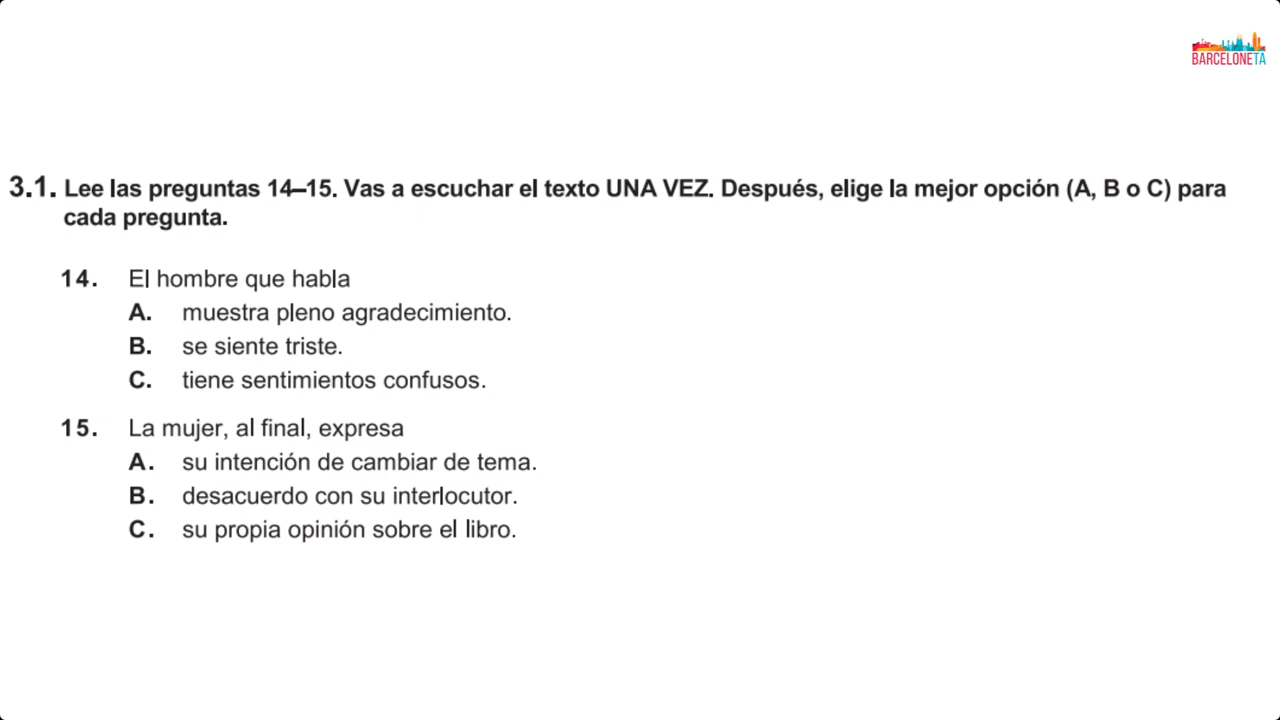 BARCELONETA
3.1. Lee las preguntas 14–15. Vas a escuchar el texto UNA VEZ. Después, elige la mejor opción (A, B o C) para
cada pregunta.
14. El hombre que habla
A. muestra pleno agradecimiento.
B. se siente triste.
C. tiene sentimientos confusos.
15. La mujer, al final, expresa
A. su intención de cambiar de tema.
B. desacuerdo con su interlocutor.
C. su propia opinión sobre el libro.